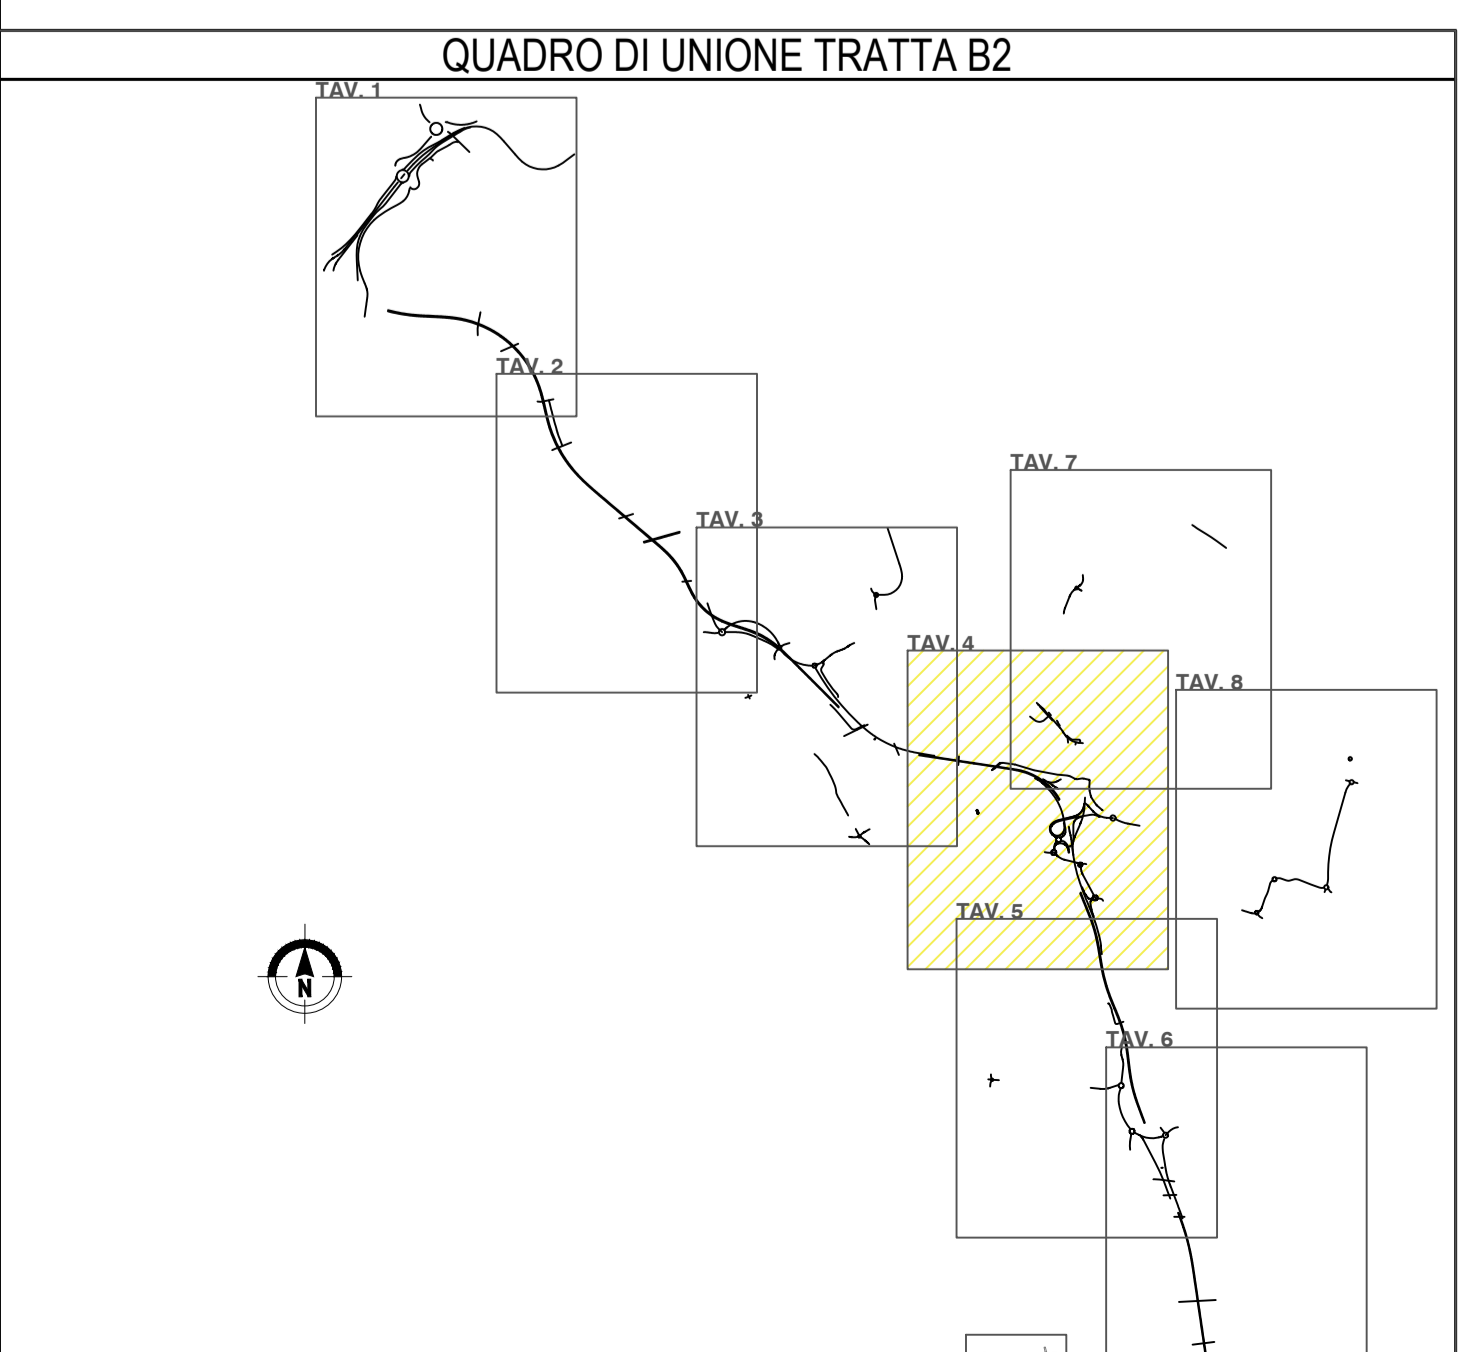 QUADRO DI UNIONE TRATTA B2
TAV. 1
TAV. 2
TAV. 7
TAV. 3
TAV. 4
TAV. 8
TAV. 5
N
TAV. 6